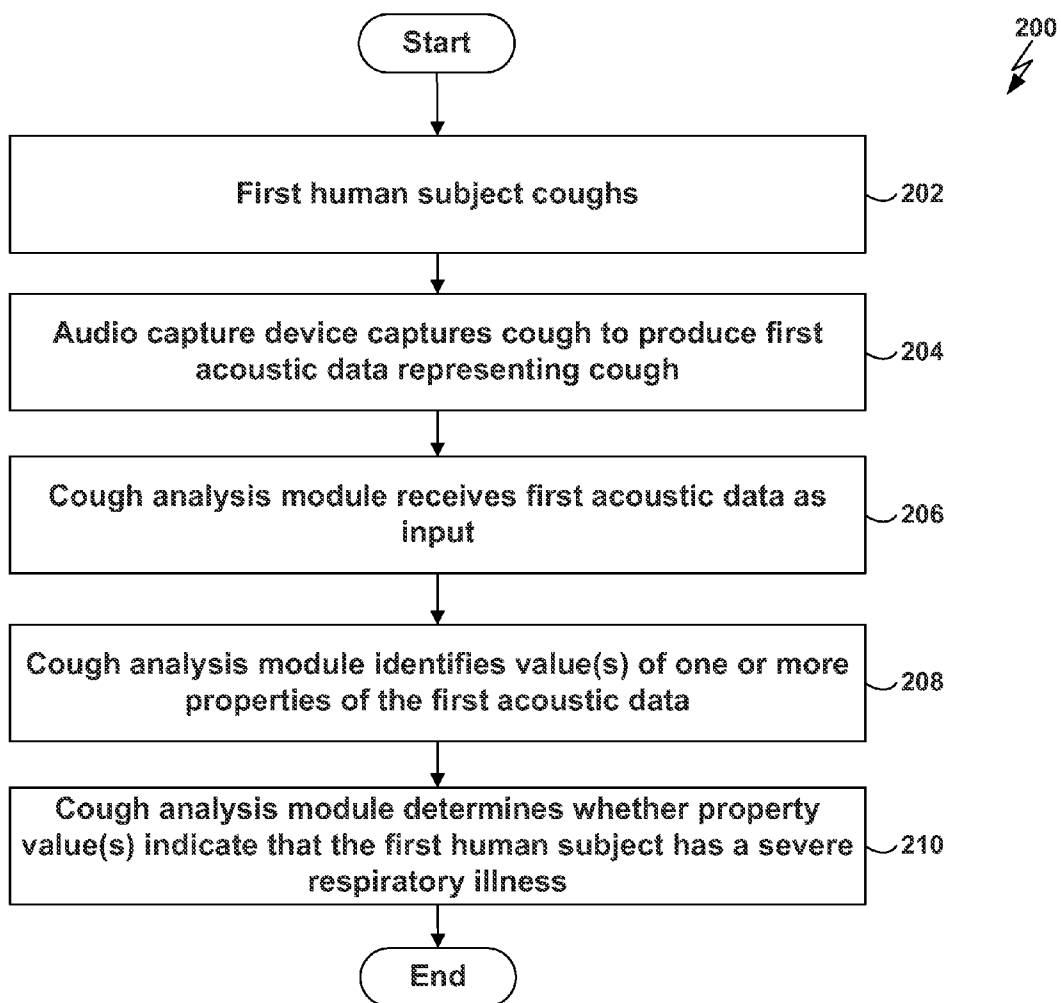 Start
200
First human subject coughs
202
Audio capture device captures cough to produce first
acoustic data representing cough
204
Cough analysis module receives first acoustic data as
input
206
Cough analysis module identifies value(s) of one or more
properties of the first acoustic data
208
Cough analysis module determines whether property
value(s) indicate that the first human subject has a severe
respiratory illness
210
End